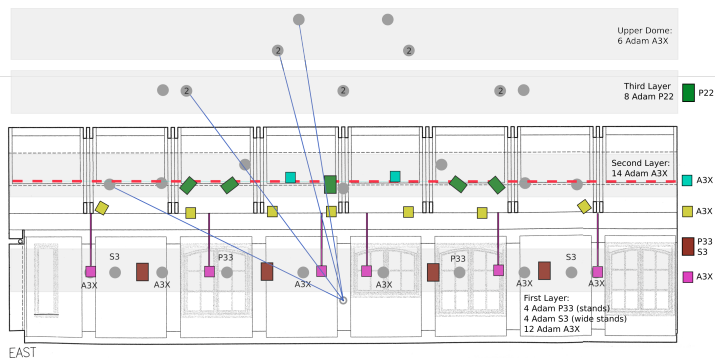 Upper Dome:
6 Adam A3X
2
2
Third Layer
8 Adam P22
P22
2
2
2
Second Layer:
14 Adam A3X
A3X
A3X
P33
S3
A3X
S3
P33
P33
S3
A3X
A3X
A3X
A3X
A3X
A3X
First Layer:
4 Adam P33 (stands)
4 Adam S3 (wide stands)
12 Adam A3X
EAST